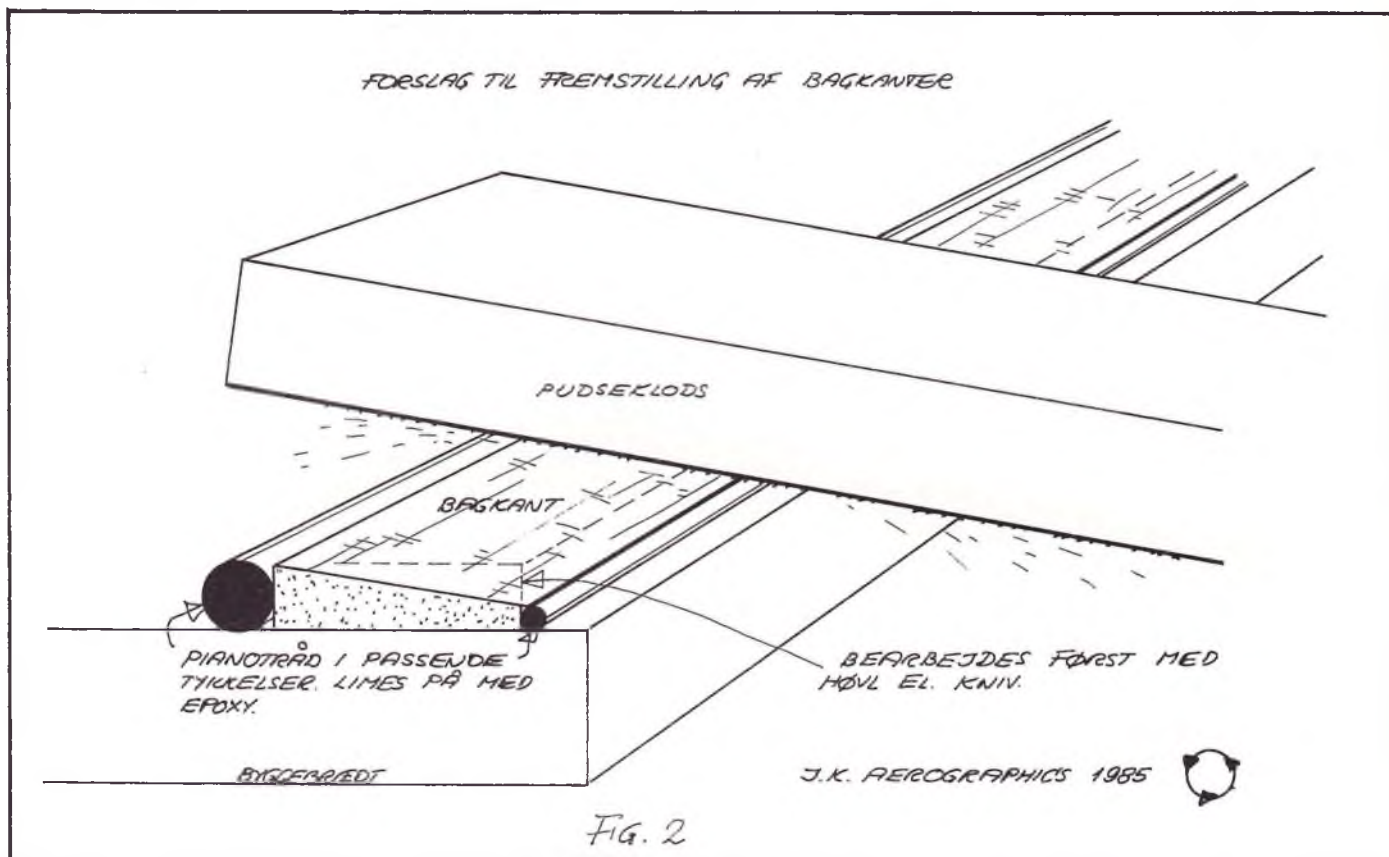 FORSLAG TIL FREMSTILLING AF BAGKANTER
PUDSEKLODS
BAGKANT
PIANOTRÅD I PASSENDE
TYKKELSER. LIMES PÅ MED
EPOXY.
BEARBEJDES FØRST MED
HØVL EL. KNIV.
BYGGEBRÆDT
J.K. AEROGRAPHICS 1985
FIG. 2